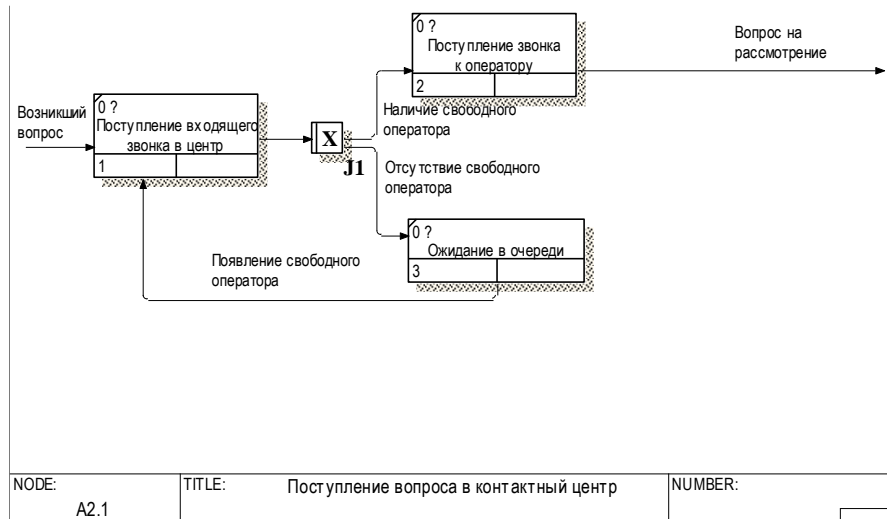 0 ?
Поступление звонка
к оператору
2
Вопрос на
рассмотрение
Возникший
вопрос
0 ?
Поступление входящего
звонка в центр
1
X
J1
Наличие свободного
оператора
Отсутствие свободного
оператора
0 ?
Ожидание в очереди
3
Появление свободного
оператора
NODE:
A2.1
TITLE:
Поступление вопроса в контактный центр
NUMBER: